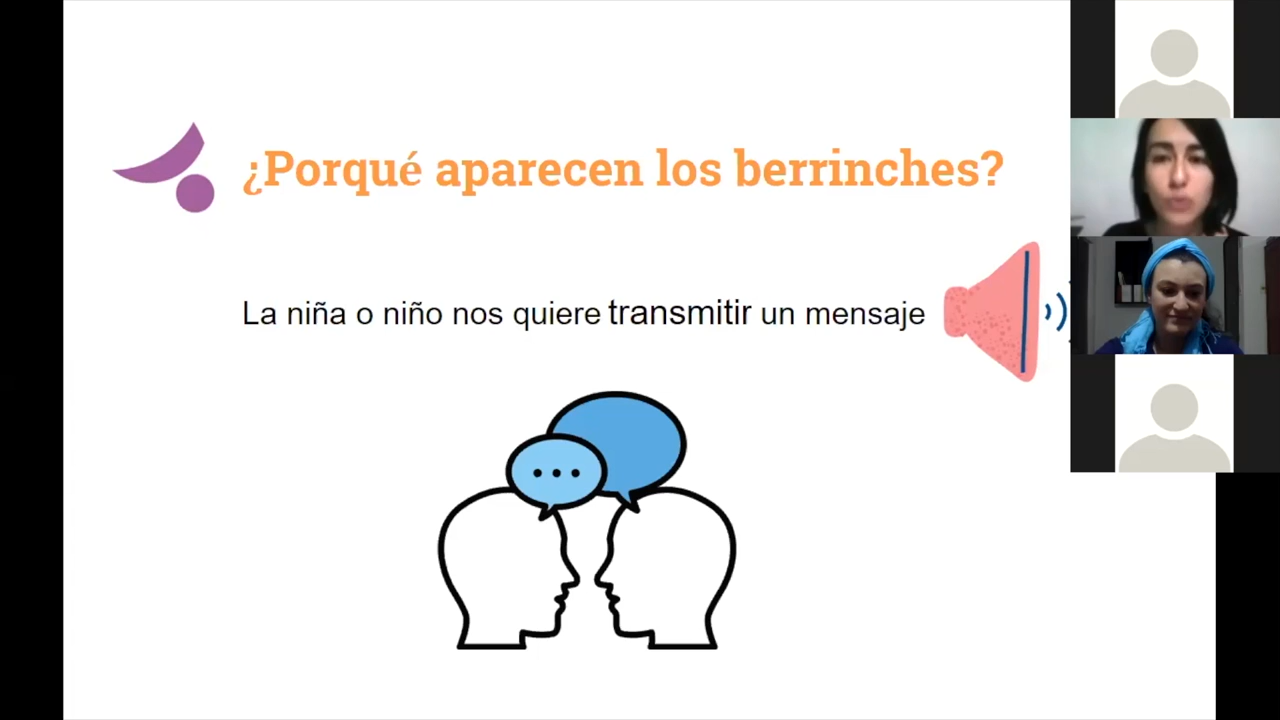 ¿Porqué aparecen los berrinches?
La niña o niño nos quiere transmitir un mensaje